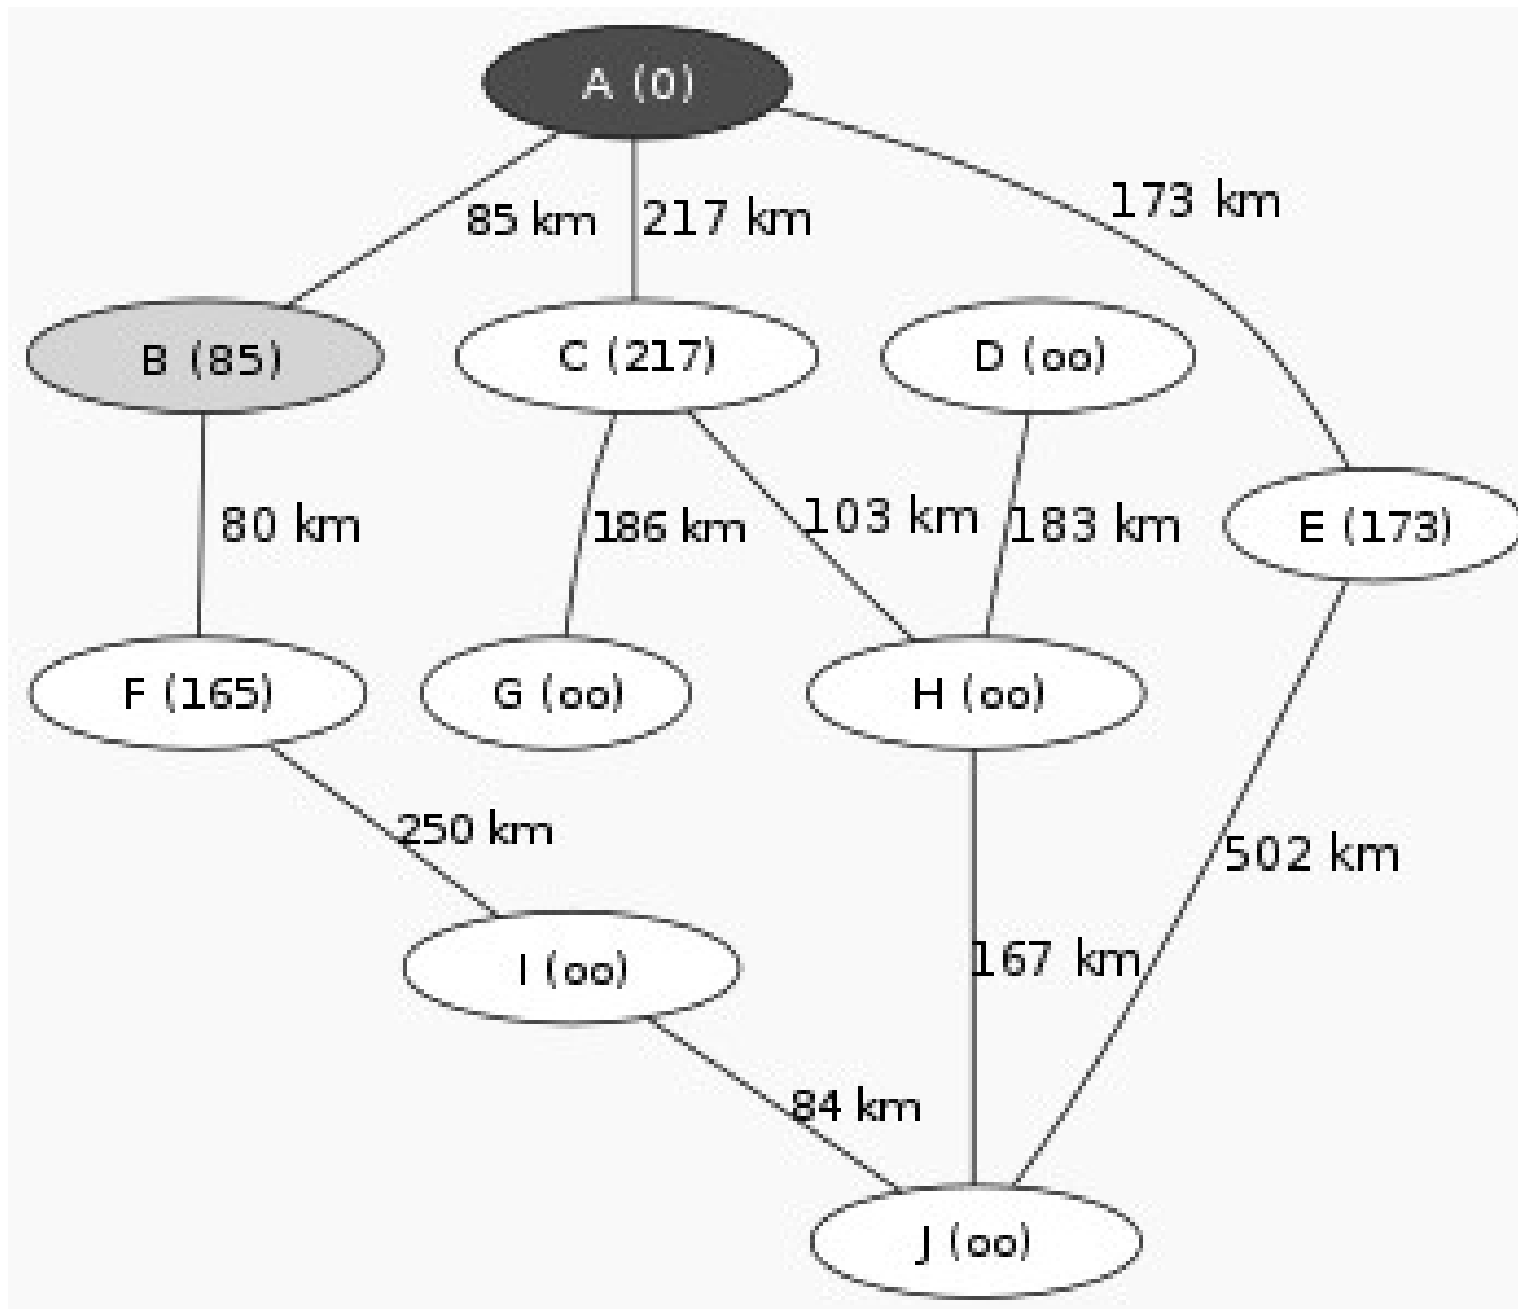 A (0)
173 km
85 km
217 km
B (85)
C (217)
D (oo)
80 km
186 km
103 km
183 km
E (173)
F (165)
G (oo)
H (oo)
250 km
502 km
167 km
I (oo)
84 km
J (oo)